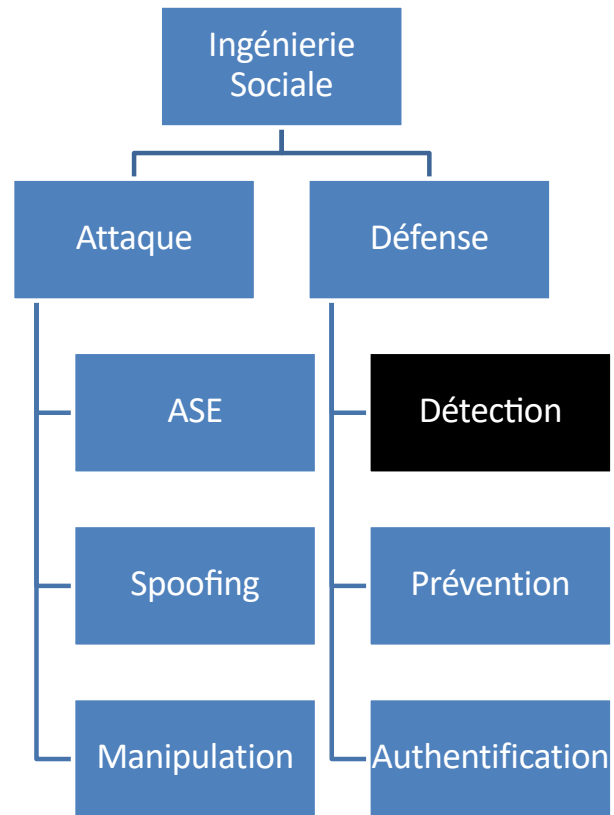 Ingénierie
Sociale
Attaque
Défense
ASE
Détection
Spoofing
Prévention
Manipulation
Authentification